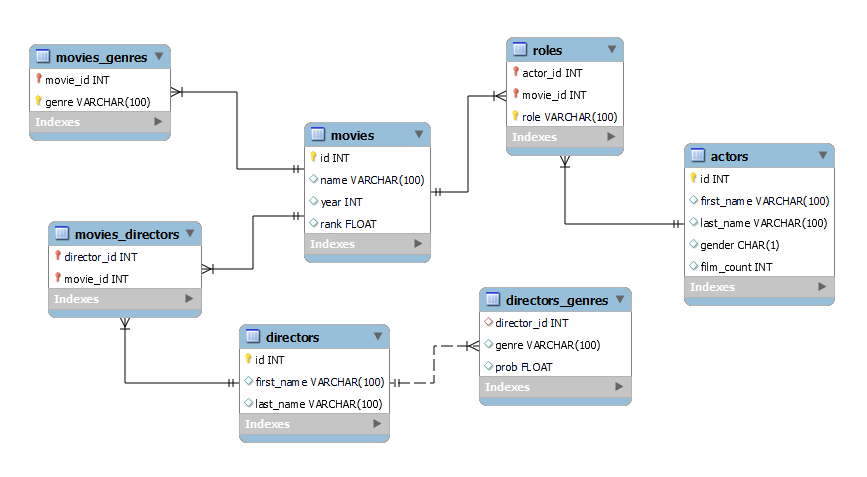 movies_genres
movie_id INT
genre VARCHAR(100)
Indexes
roles
actor_id INT
movie_id INT
role VARCHAR(100)
Indexes
movies
id INT
name VARCHAR(100)
year INT
rank FLOAT
Indexes
actors
id INT
first_name VARCHAR(100)
last_name VARCHAR(100)
gender CHAR(1)
film_count INT
Indexes
movies_directors
director_id INT
movie_id INT
Indexes
directors_genres
director_id INT
genre VARCHAR(100)
prob FLOAT
Indexes
directors
id INT
first_name VARCHAR(100)
last_name VARCHAR(100)
Indexes